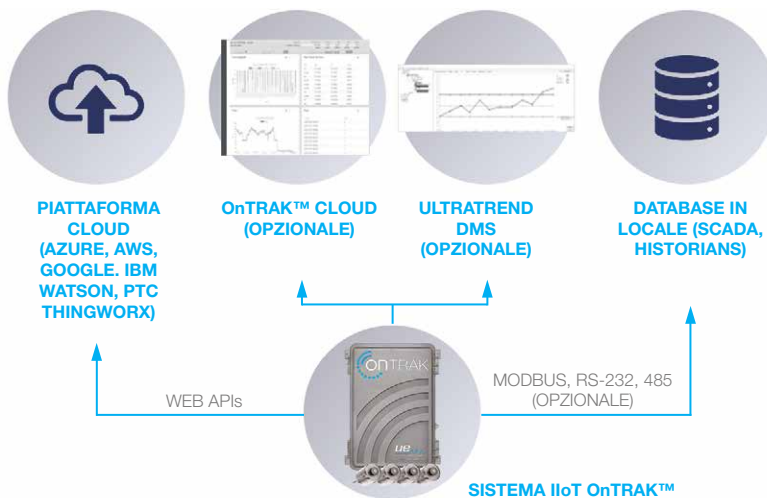 PIATTAFORMA
CLOUD
(AZURE, AWS,
GOOGLE. IBM
WATSON, PTC
THINGWORX)
OnTRAK™ CLOUD
(OPZIONALE)
ULTRATREND
DMS
(OPZIONALE)
DATABASE IN
LOCALE (SCADA,
HISTORIANS)
WEB APIs
MODBUS, RS-232, 485
(OPZIONALE)
onTRAK
ue
SISTEMA IIoT OnTRAK™